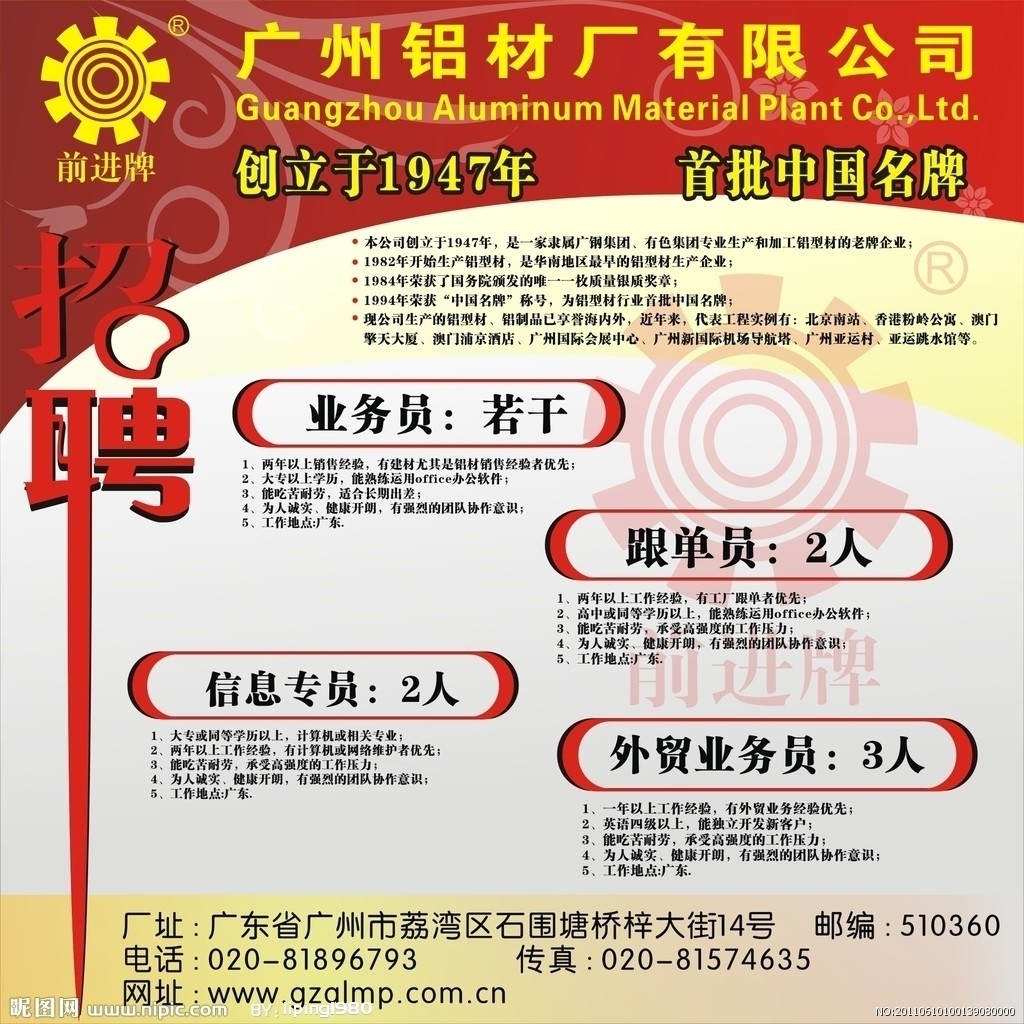 ®
广州铝材厂有限公司
Guangzhou Aluminum Material Plant Co.,Ltd.
前进牌
创立于1947年 首批中国名牌
招聘
• 本公司创立于1947年，是一家隶属广钢集团、有色集团专业生产和加工铝型材的老牌企业；
• 1982年开始生产铝型材，是华南地区最早的铝型材生产企业；
• 1984年荣获了国务院颁发的唯一一枚质量银质奖章；
• 1994年荣获“中国名牌”称号，为铝型材行业首批中国名牌；
• 现公司生产的铝型材、铝制品已享誉海内外，近年来，代表工程实例有：北京南站、香港粉岭公寓、澳门
擎天大厦、澳门浦京酒店、广州国际会展中心、广州新国际机场导航塔、广州亚运村、亚运跳水馆等。
®
前进牌
业务员：若干
1、两年以上销售经验，有建材尤其是铝材销售经验者优先；
2、大专以上学历，能熟练运用office办公软件；
3、能吃苦耐劳，适合长期出差；
4、为人诚实、健康开朗，有强烈的团队协作意识；
5、工作地点:广东.
跟单员：2人
1、两年以上工作经验，有工厂跟单者优先；
2、高中或同等学历以上，能熟练运用office办公软件；
3、能吃苦耐劳，承受高强度的工作压力；
4、为人诚实、健康开朗，有强烈的团队协作意识；
5、工作地点:广东.
信息专员：2人
1、大专或同等学历以上，计算机或相关专业；
2、两年以上工作经验，有计算机或网络维护者优先；
3、能吃苦耐劳，承受高强度的工作压力；
4、为人诚实、健康开朗，有强烈的团队协作意识；
5、工作地点:广东.
外贸业务员：3人
1、一年以上工作经验，有外贸业务经验优先；
2、英语四级以上，能独立开发新客户；
3、能吃苦耐劳，承受高强度的工作压力；
4、为人诚实、健康开朗，有强烈的团队协作意识；
5、工作地点:广东.
厂址：广东省广州市荔湾区石围塘桥梓大街14号 邮编：510360
电话：020-81896793 传真：020-81574635
网址：www.gzalmp.com.cn
昵图网 www.nipic.com BY: liping1980 NO:20110610100139080000